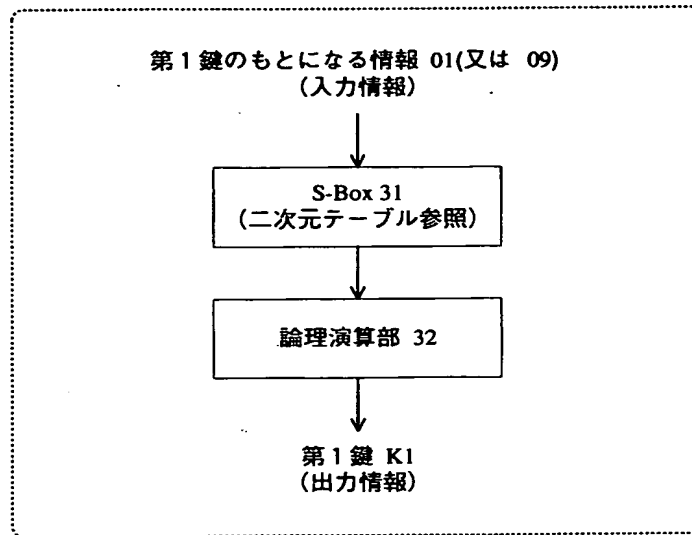 第1鍵のもとになる情報 01(又は 09)
(入力情報)
S-Box 31
(二次元テーブル参照)
論理演算部 32
第1鍵 K1
(出力情報)